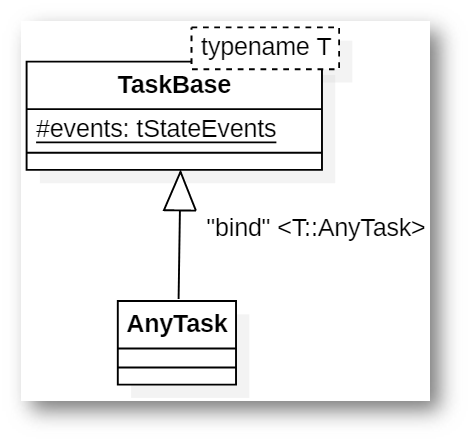 typename T
TaskBase
#events: tStateEvents
"bind" <T::AnyTask>
AnyTask